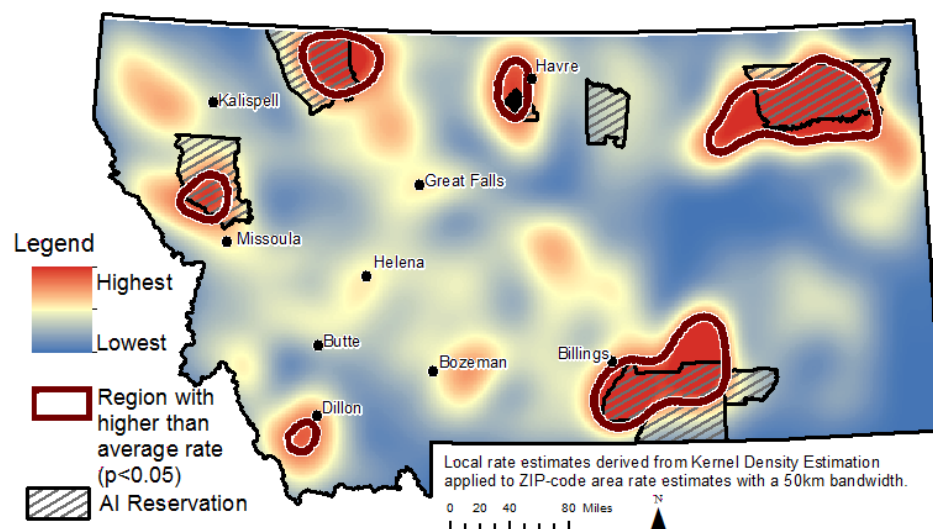 Havre
Kalispell
Great Falls
Missoula
Legend
Highest
Helena
Lowest
Butte
Bozeman
Billings
Region with
higher than
average rate
(p<0.05)
Dillon
AI Reservation
Local rate estimates derived from Kernel Density Estimation
applied to ZIP-code area rate estimates with a 50km bandwidth.
0 20 40 80 Miles
N